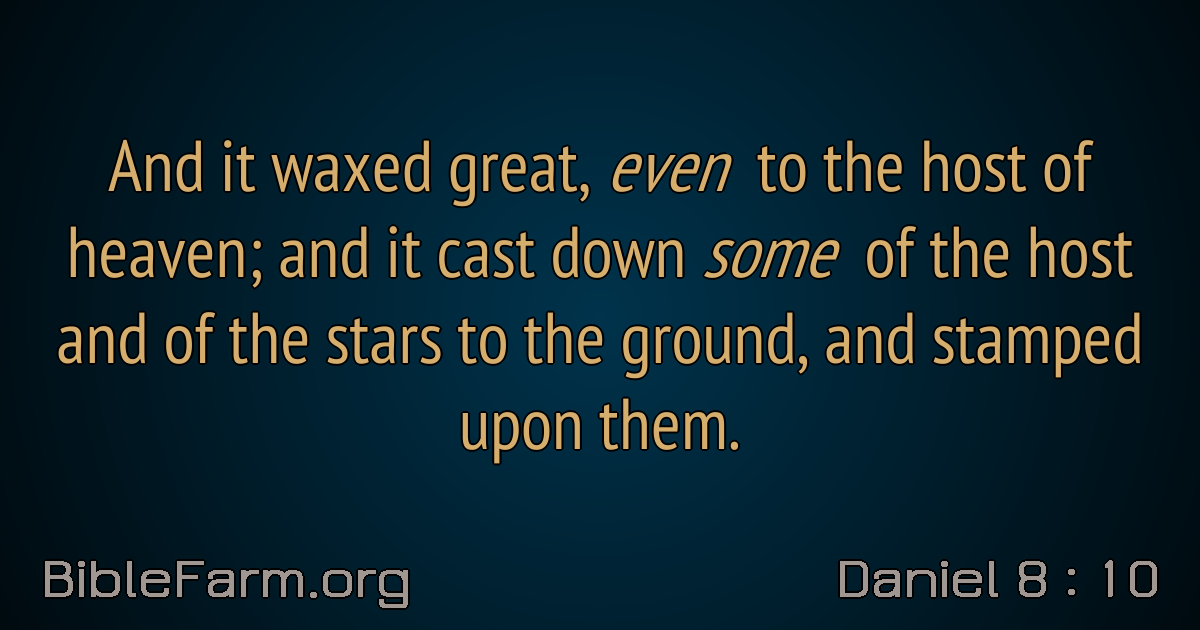 And it waxed great, even to the host of
heaven; and it cast down some of the host
and of the stars to the ground, and stamped
upon them.
BibleFarm.org
Daniel 8 : 10